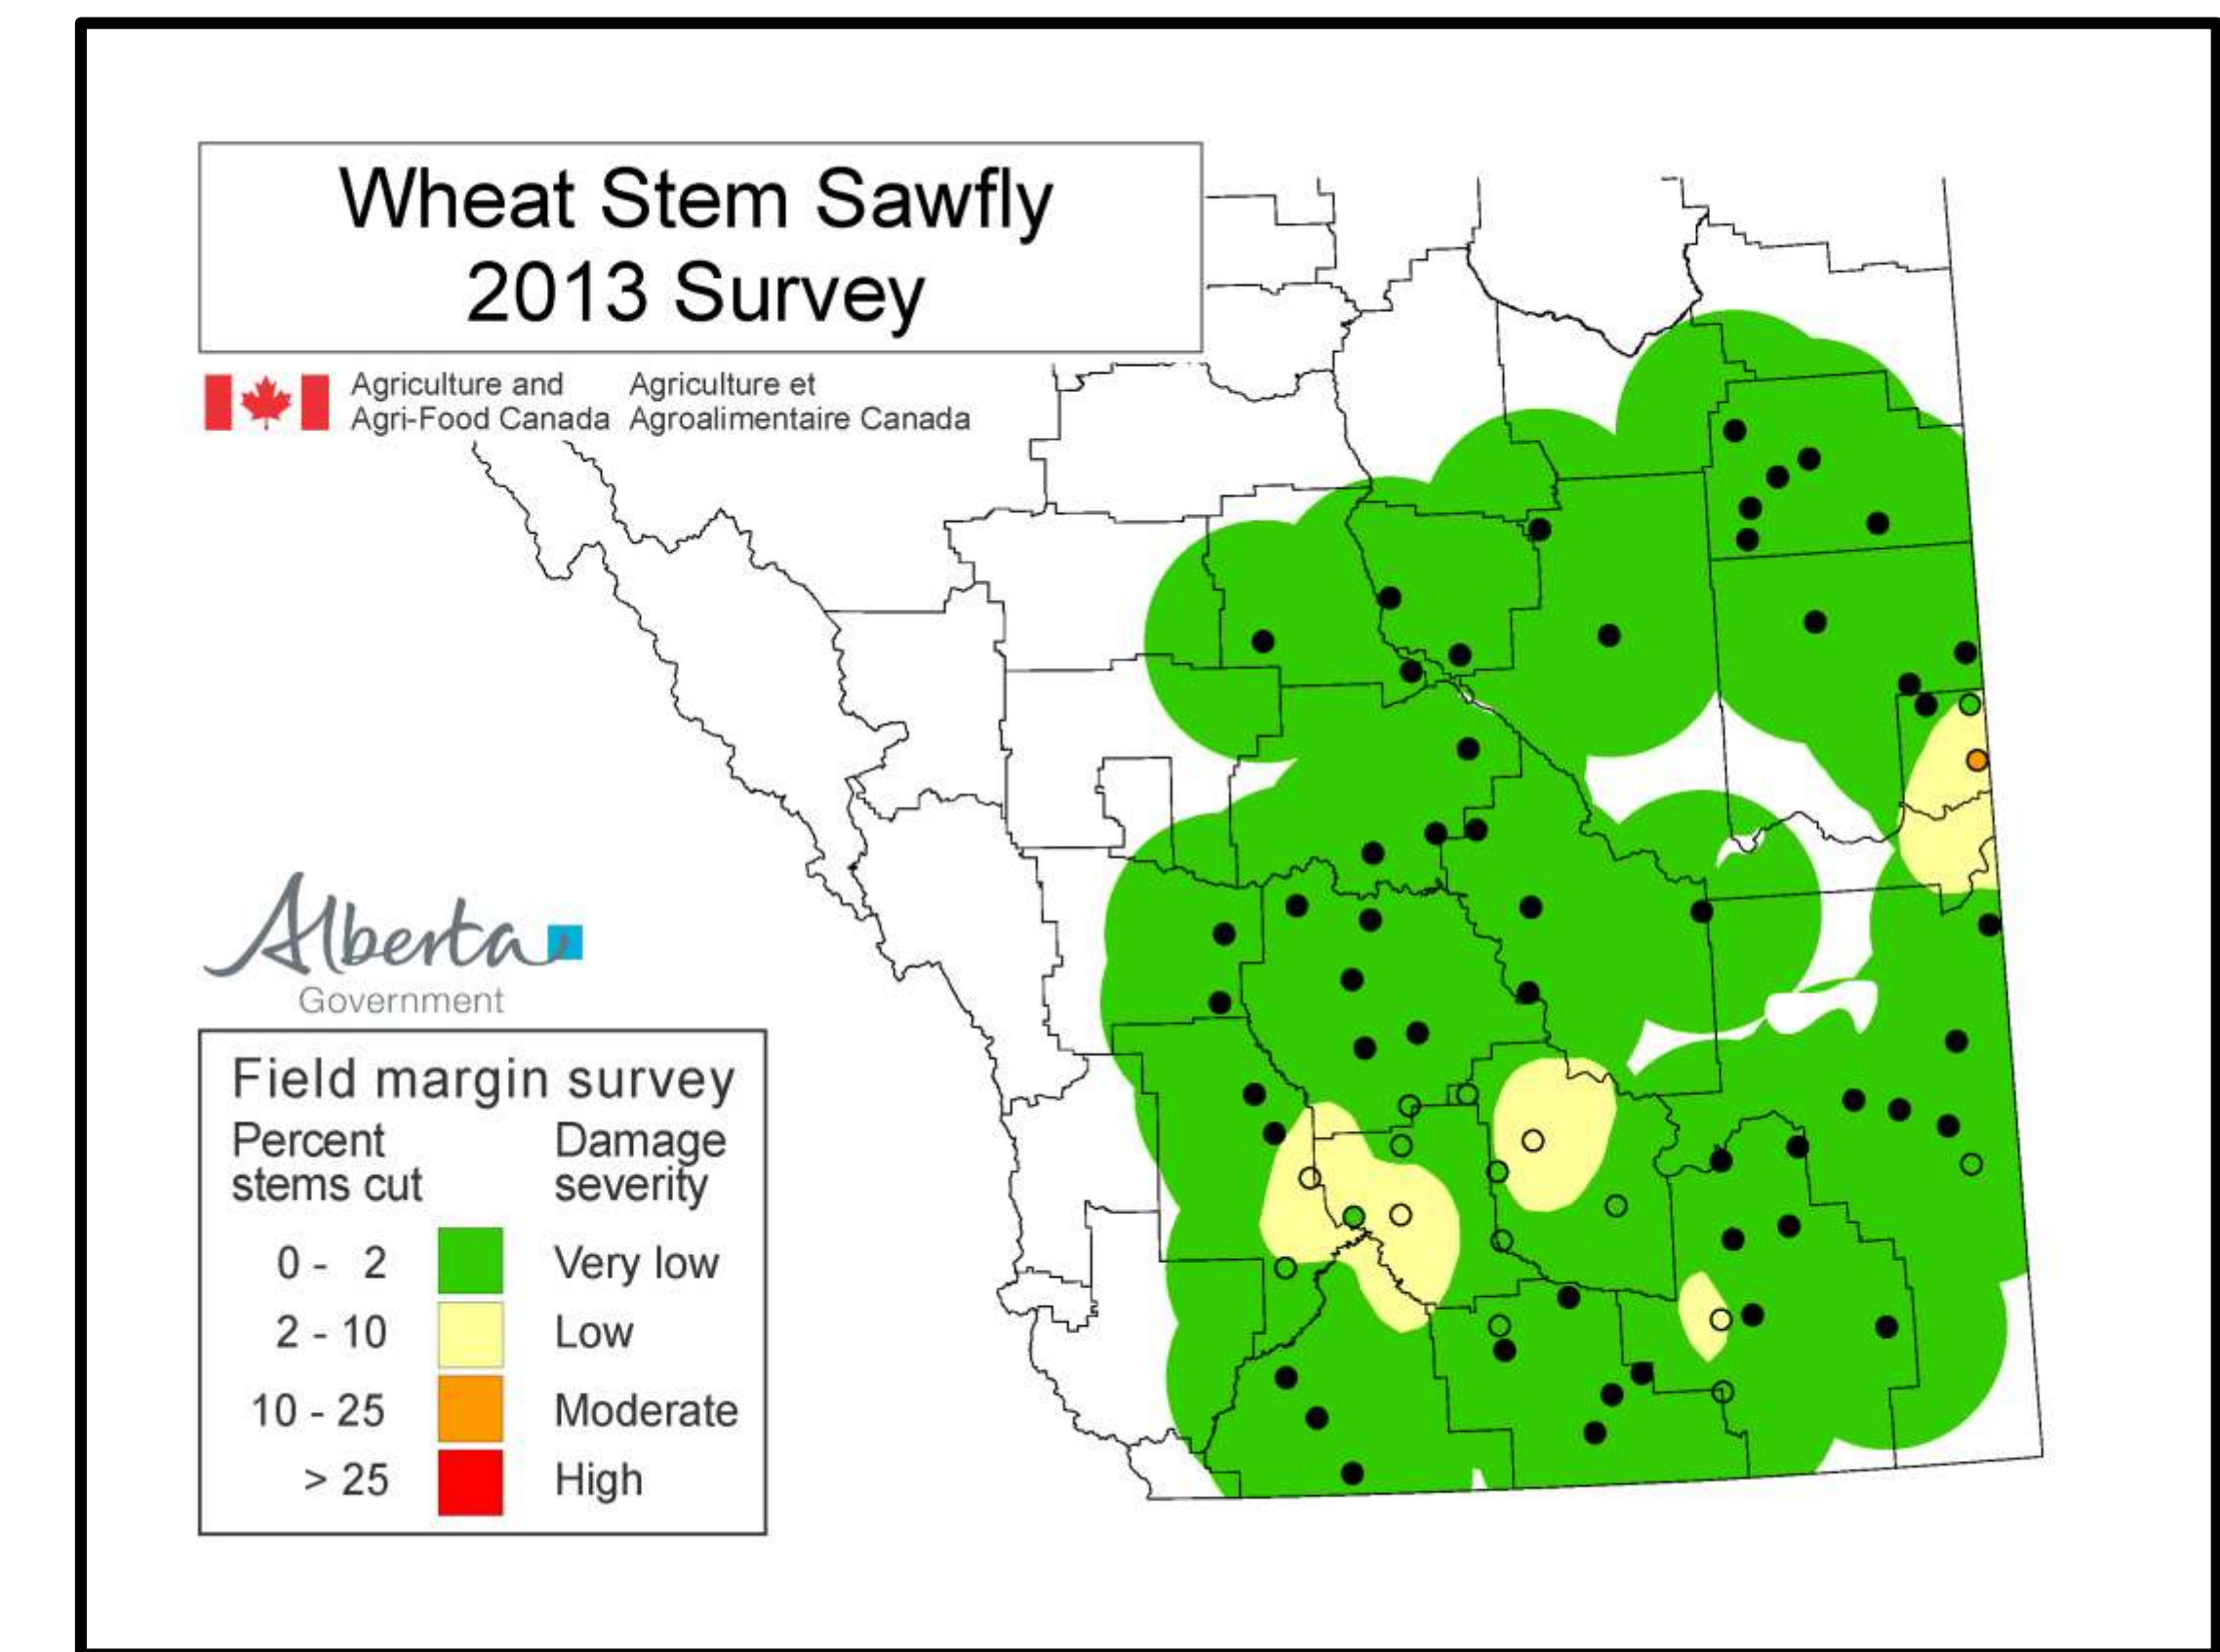 Wheat Stem Sawfly
2013 Survey
Agriculture and
Agri-Food Canada
Agriculture et
Agroalimentaire Canada
Alberta
Government
Field margin survey
Percent
stems cut
Damage
severity
0 - 2 Very low
2 - 10 Low
10 - 25 Moderate
> 25 High